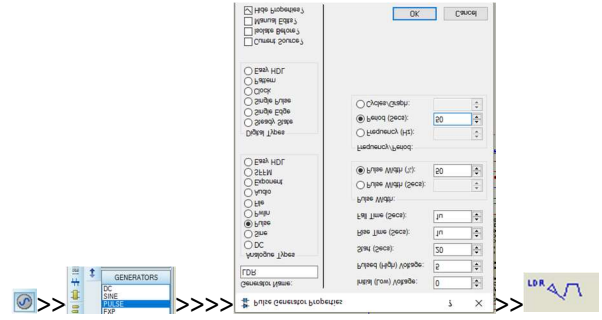 >>
GENERATORS
DC
SINE
PULSE
EXP
>>>>
Pulse Generator Properties ? ×
Generator Name:
LDR
Analogue Types
DC
Sine
Pulse
Pwlin
File
Audio
Exponent
SFFM
Easy HDL
Digital Types
Steady State
Single Edge
Single Pulse
Clock
Pattern
Easy HDL
Current Source?
Isolate Before?
Manual Edits?
Hide Properties?
Initial (Low) Voltage: 0
Pulsed (High) Voltage: 5
Start (Secs): 20
Rise Time (Secs): 1u
Fall Time (Secs): 1u
Pulse Width:
Pulse Width (Secs):
Pulse Width (%): 50
Frequency/Period:
Frequency (Hz):
Period (Secs): 50
Cycles/Graph:
OK Cancel
>>
LDR